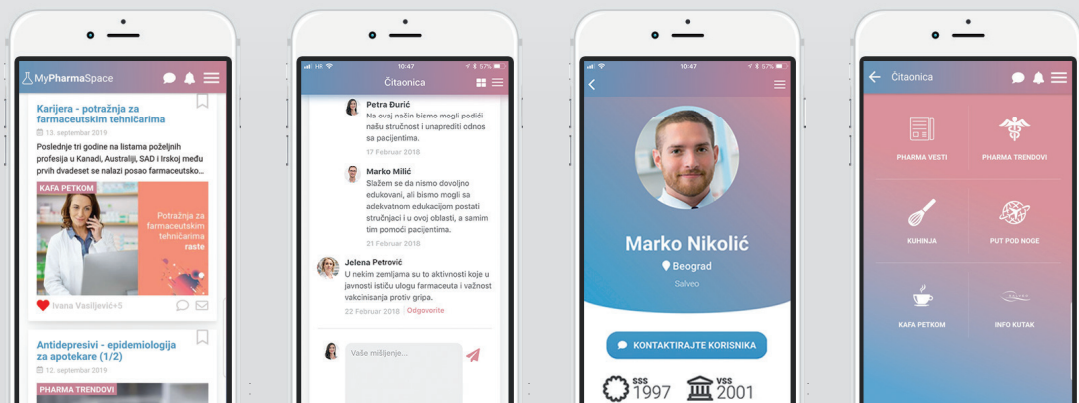 MyPharmaSpace
Karijera - potražnja za
farmaceutskim tehničarima
13. septembar 2019
Poslednje tri godine na listama poželjnih
profesija u Kanadi, Australiji, SAD i Irskoj među
prvih dvadeset se nalazi posao farmaceutsko...
KAFA PETKOM
Potražnja za
farmaceutskim
tehničarima
raste
Ivana Vasiljević+5
Antidepresivi - epidemiologija
za apotekare (1/2)
12. septembar 2019
PHARMA TRENDOVI
HR
10:47
57%
Čitaonica
Petra Đurić
Na ovaj način bismo mogli podići
našu stručnost i unaprediti odnos
sa pacijentima.
17 Februar 2018
Marko Milić
Slažem se da nismo dovoljno
edukovani, ali bismo mogli sa
adekvatnom edukacijom postati
stručnjaci i u ovoj oblasti, a samim
tim pomoći pacijentima.
21 Februar 2018
Jelena Petrović
U nekim zemljama su to aktivnosti koje u
javnosti ističu ulogu farmaceuta i važnost
vakcinisanja protiv gripa.
22 Februar 2018 | Odgovorite
Vaše mišljenje...
10:47
57%
Marko Nikolić
Beograd
Salveo
KONTAKTIRAJTE KORISNIKA
SSS
1997
VSS
2001
Čitaonica
PHARMA VESTI
PHARMA TRENDOVI
KUHINJA
PUT POD NOGE
KAFA PETKOM
INFO KUTAK